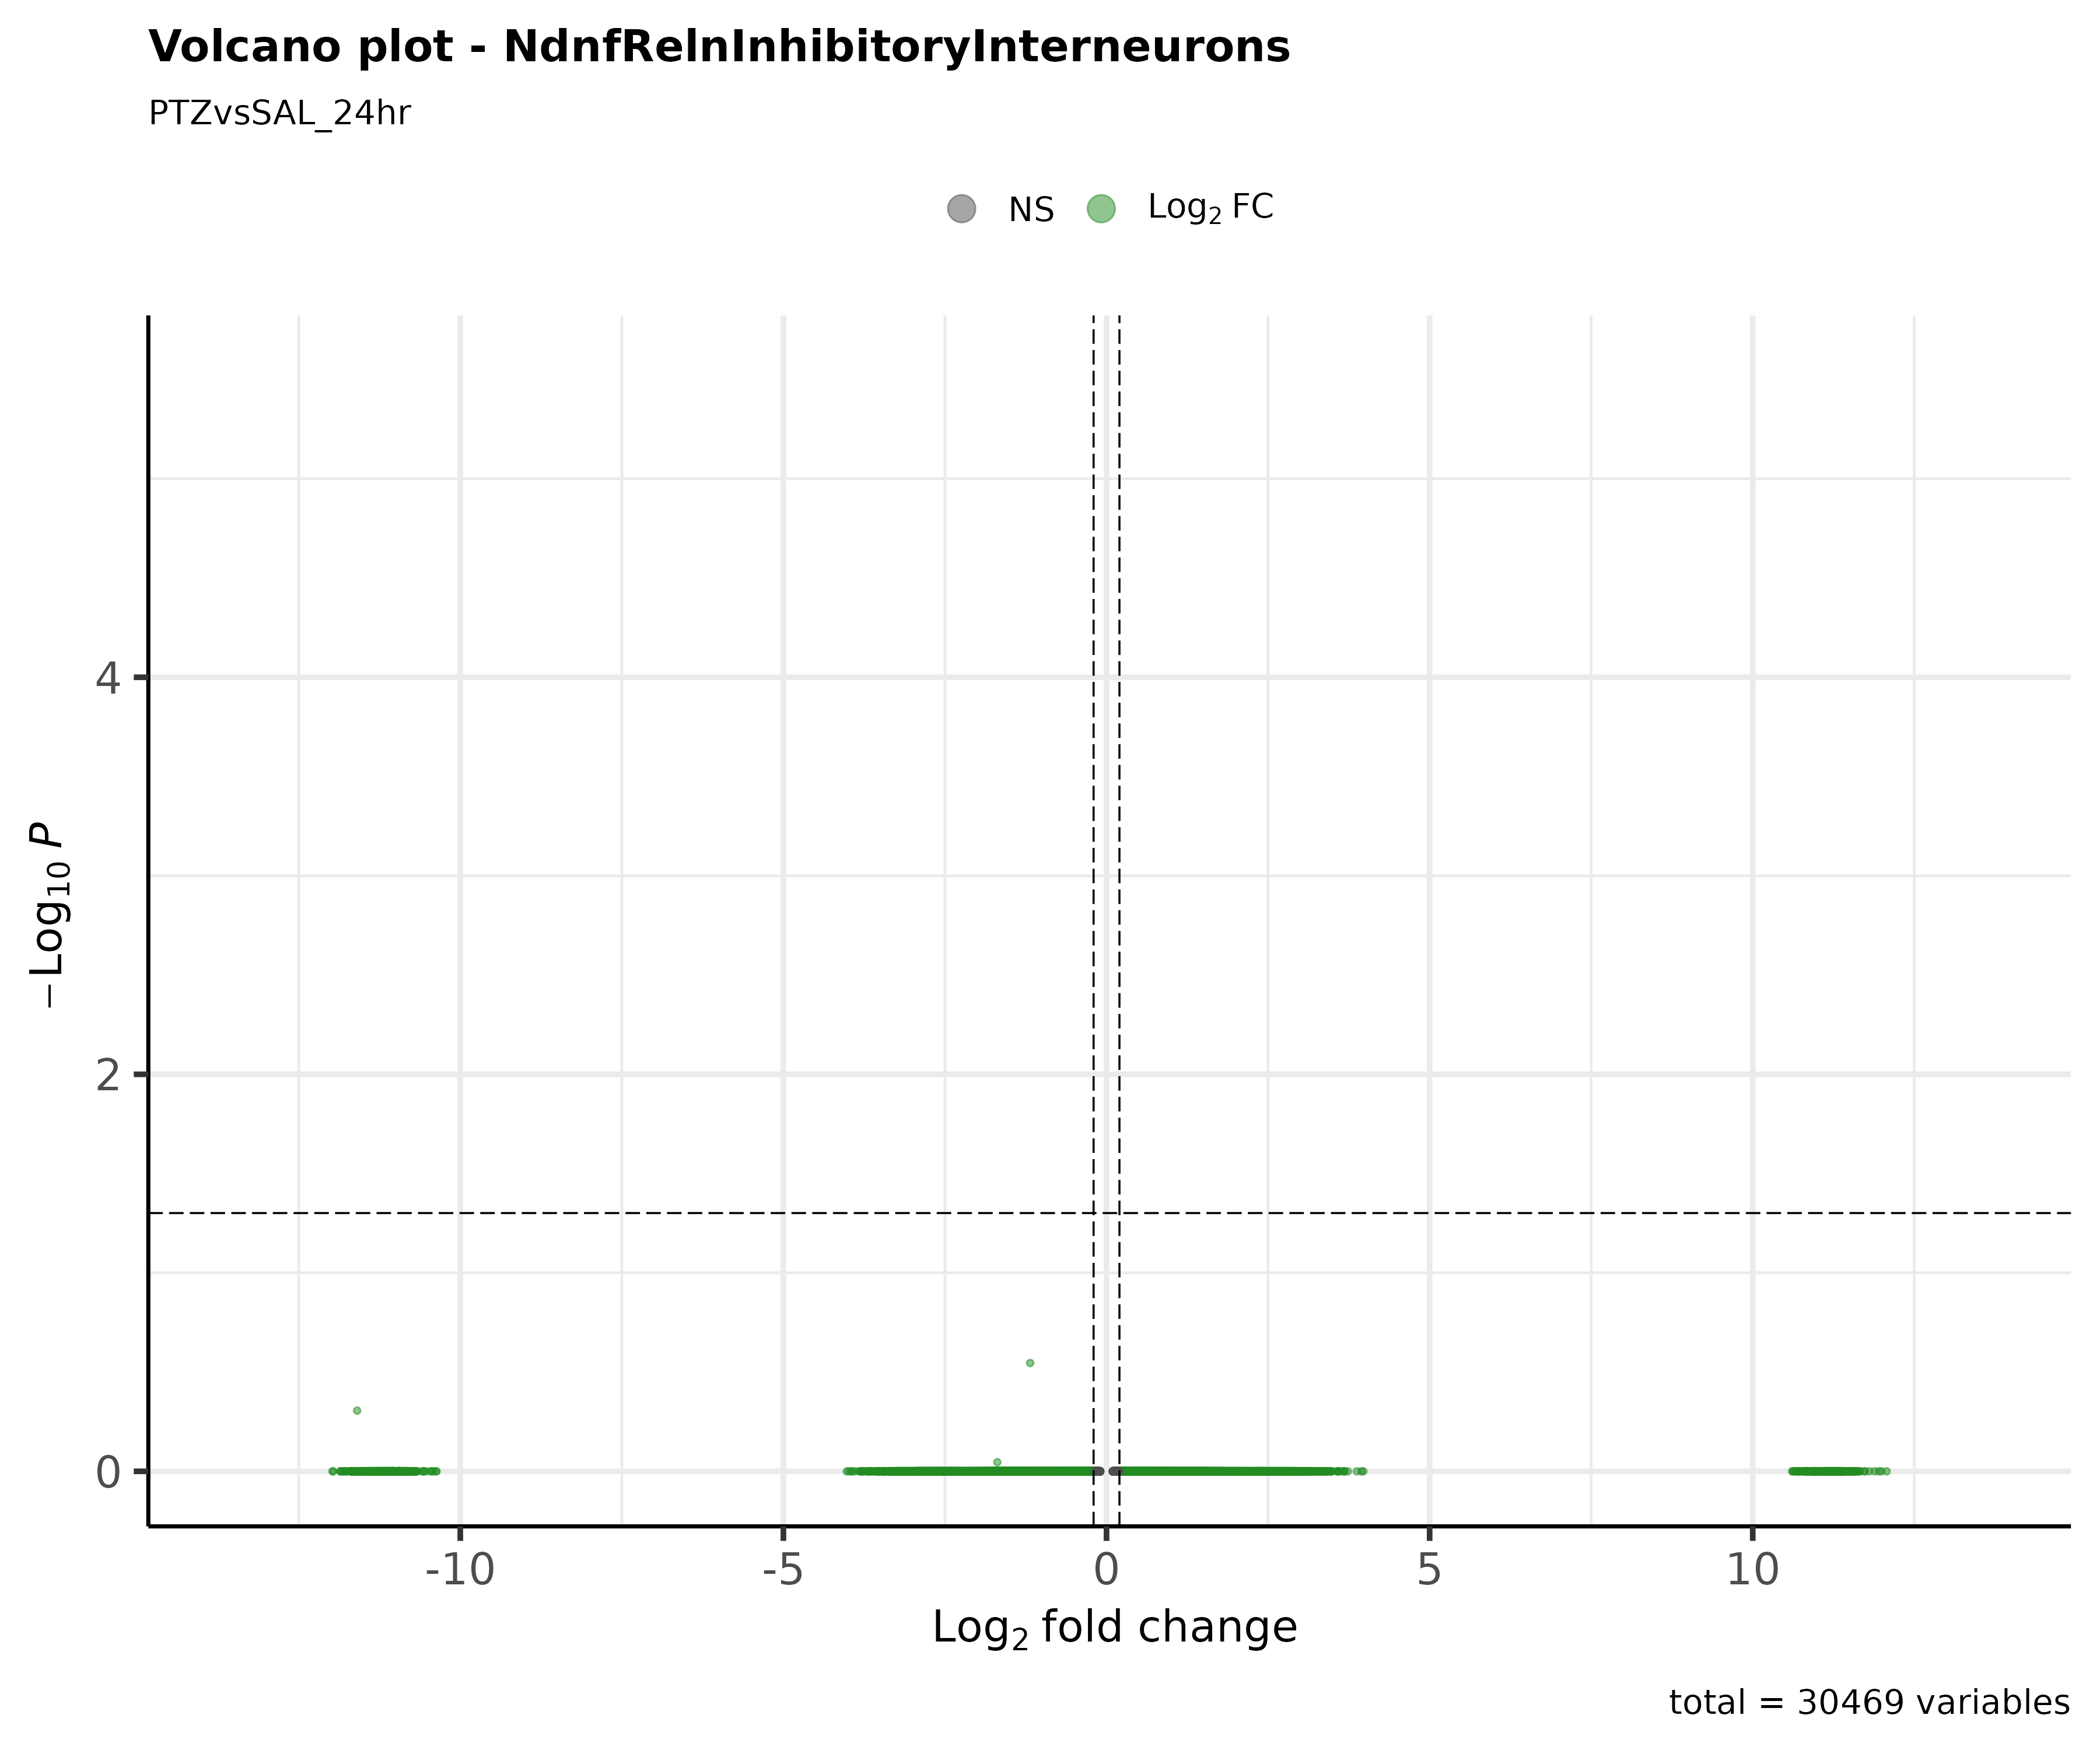 Volcano plot - NdnfRelnInhibitoryInterneurons
PTZvsSAL_24hr
NS Log₂ FC
−Log₁₀ P
4
2
0
-10 -5 0 5 10
Log₂ fold change
total = 30469 variables